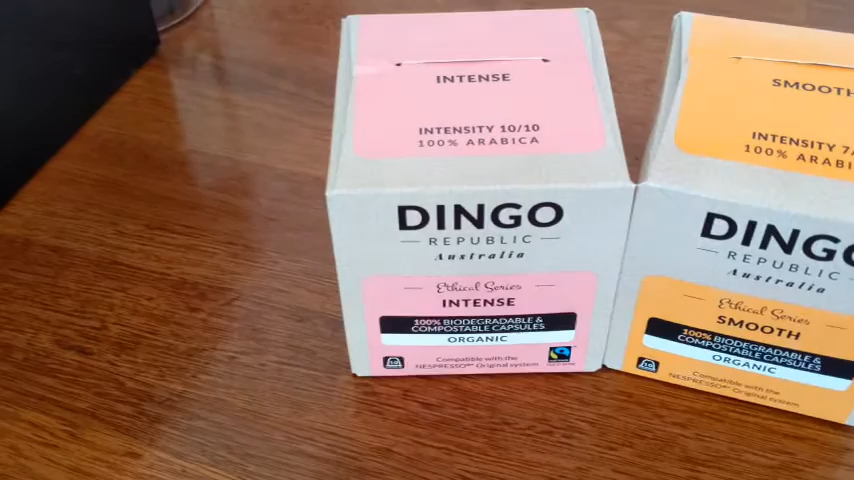 INTENSE
INTENSITY 10/10
100% ARABICA
DINGO
REPUBLIC
Australia
Ethical Series
INTENSE
100% BIODEGRADABLE &
COMPOSTABLE CAPSULES
ORGANIC
10
Compatible with the
NESPRESSO®* Original system
SMOOTH
INTENSITY 7/
100% ARABI
DINGO
REPUBLIC
Australia
Ethical Series
SMOOTH
100% BIODEGRADABLE &
COMPOSTABLE CAPSULES
ORGANIC
10
Compatible with the
NESPRESSO®* Original system